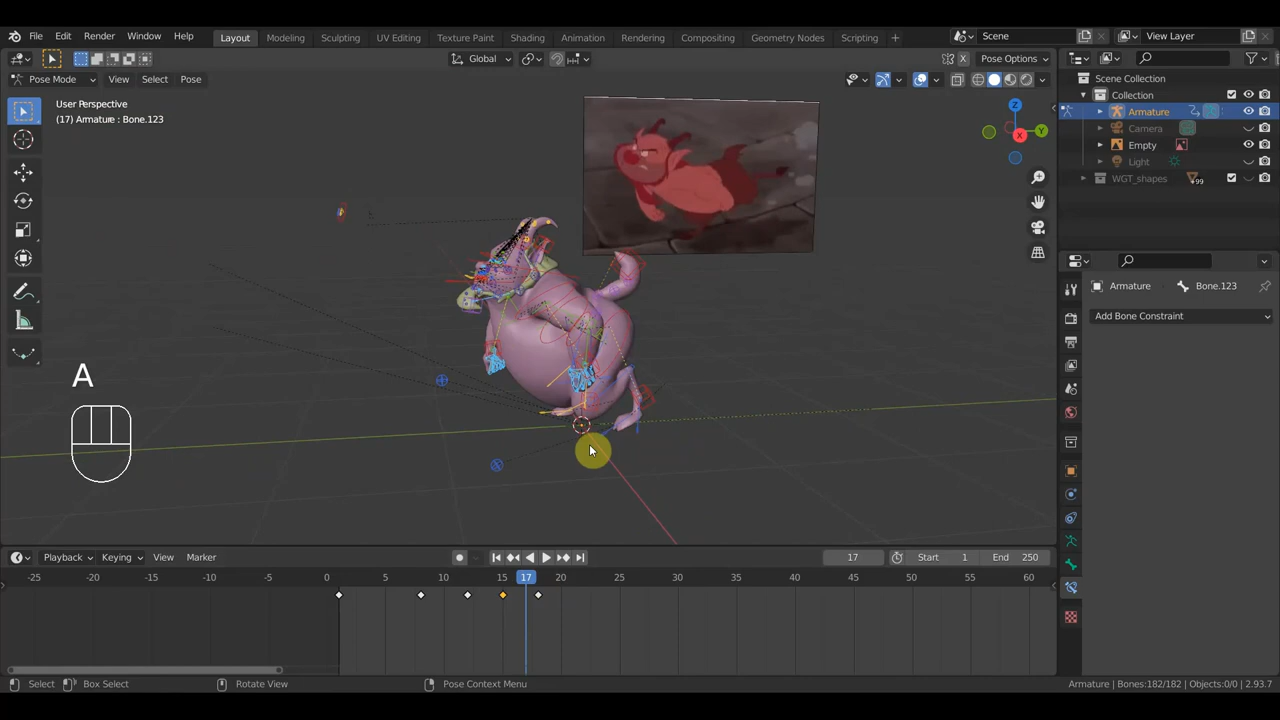 File Edit Render Window Help Layout Modeling Sculpting UV Editing Texture Paint Shading Animation Rendering Compositing Geometry Nodes Scripting + Scene View Layer
Global X Pose Options
Pose Mode View Select Pose
User Perspective
(17) Armature : Bone.123
Z
Y
X
Scene Collection
Collection
Armature
Camera
Empty
Light
WGT_shapes 99
Armature Bone.123
Add Bone Constraint
A
Playback Keying View Marker 17 Start 1 End 250
-25 -20 -15 -10 -5 0 5 10 15 17 20 25 30 35 40 45 50 55 60
Select Box Select Rotate View Pose Context Menu Armature | Bones:182/182 | Objects:0/0 | 2.93.7